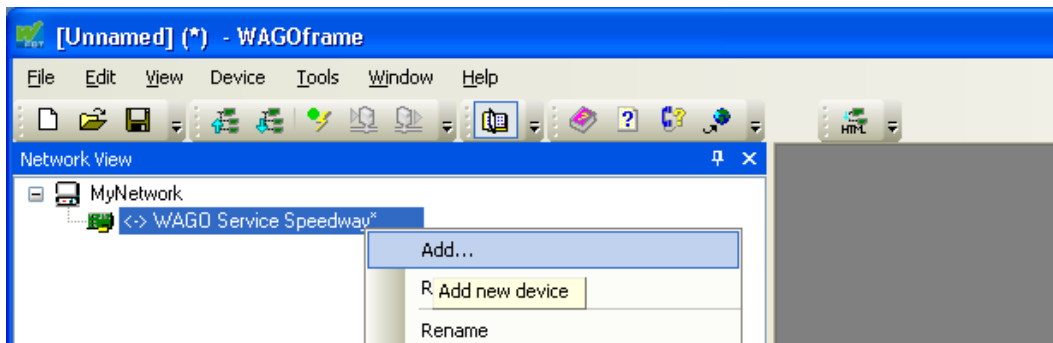 [Unnamed] (*) - WAGOframe
File Edit View Device Tools Window Help
HTML
Network View
MyNetwork
<-> WAGO Service Speedway*
Add...
R
Add new device
Rename